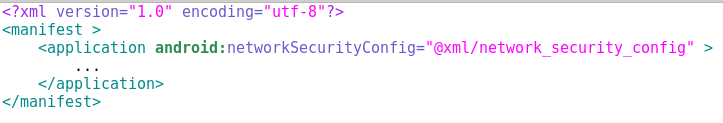 <?xml version="1.0" encoding="utf-8"?>
<manifest >
    <application android:networkSecurityConfig="@xml/network_security_config" >
        ...
    </application>
</manifest>